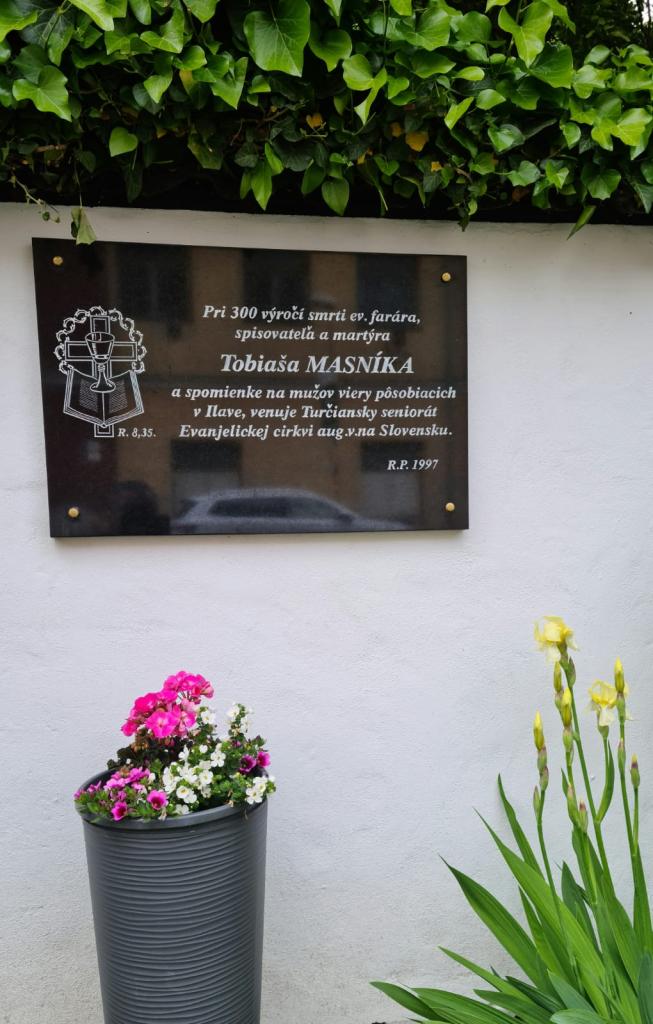 Pri 300 výročí smrti ev. farára,
spisovateľa a martýra
Tobiaša MASNÍKA
a spomienke na mužov viery pôsobiacich
v Ilave, venuje Turčiansky seniorát
Evanjelickej cirkvi aug.v.na Slovensku.
R. 8,35.
R.P. 1997